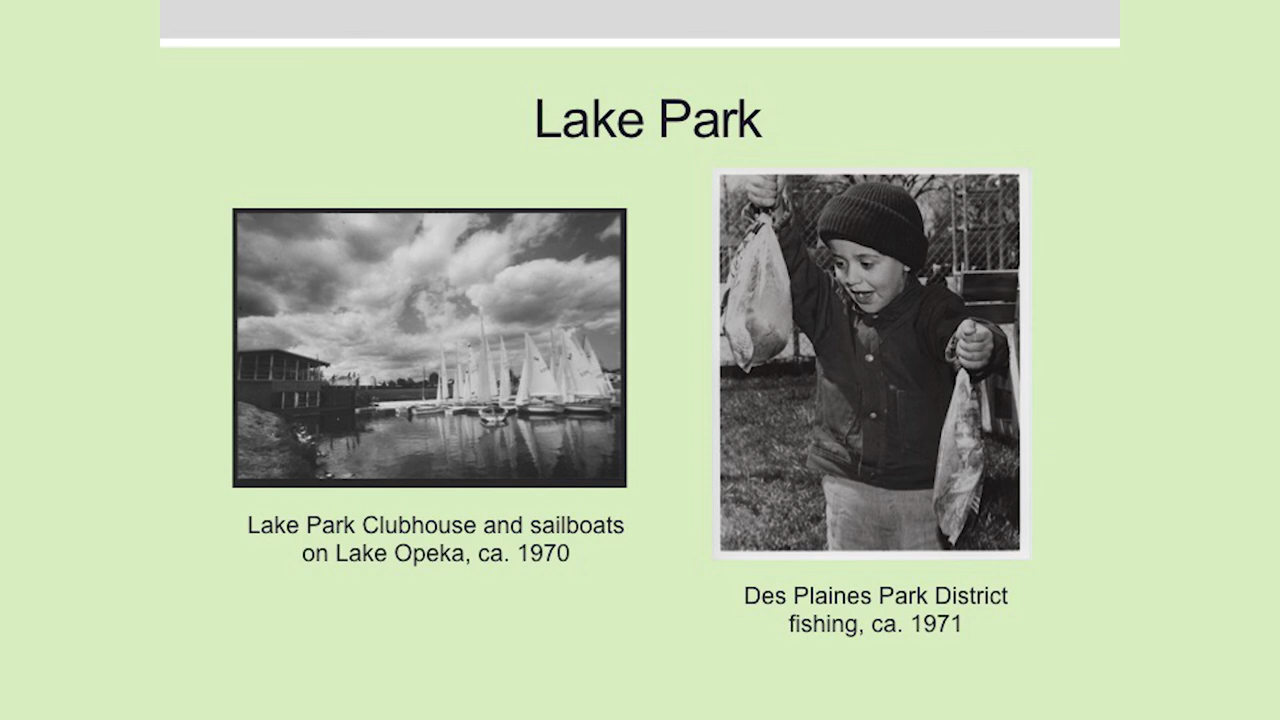 Lake Park
Lake Park Clubhouse and sailboats
on Lake Opeka, ca. 1970
Des Plaines Park District
fishing, ca. 1971